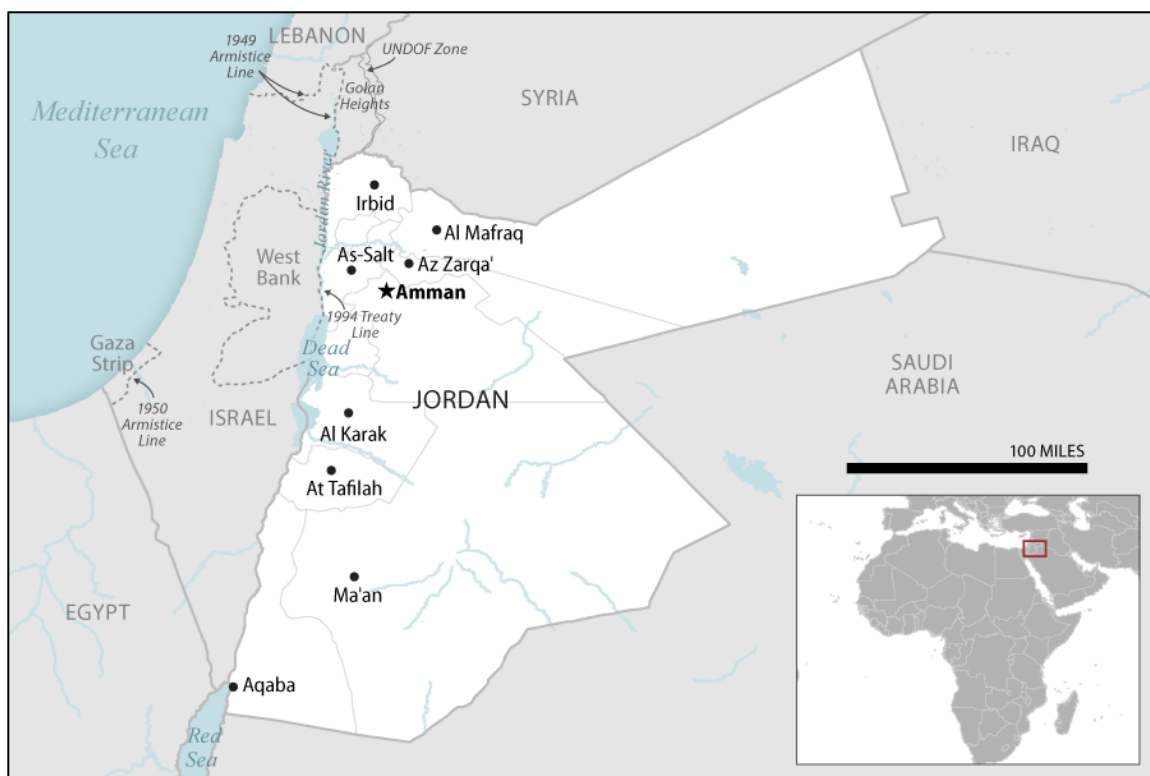 LEBANON
1949
Armistice
Line
UNDOF Zone
Golan
Heights
SYRIA
Mediterranean
Sea
IRAQ
Jordan River
Irbid
Al Mafraq
West
Bank
As-Salt
Az Zarqa'
Amman
1994 Treaty
Line
Gaza
Strip
Dead
Sea
SAUDI
ARABIA
1950
Armistice
Line
ISRAEL
JORDAN
Al Karak
100 MILES
At Tafilah
Ma'an
EGYPT
Aqaba
Red
Sea